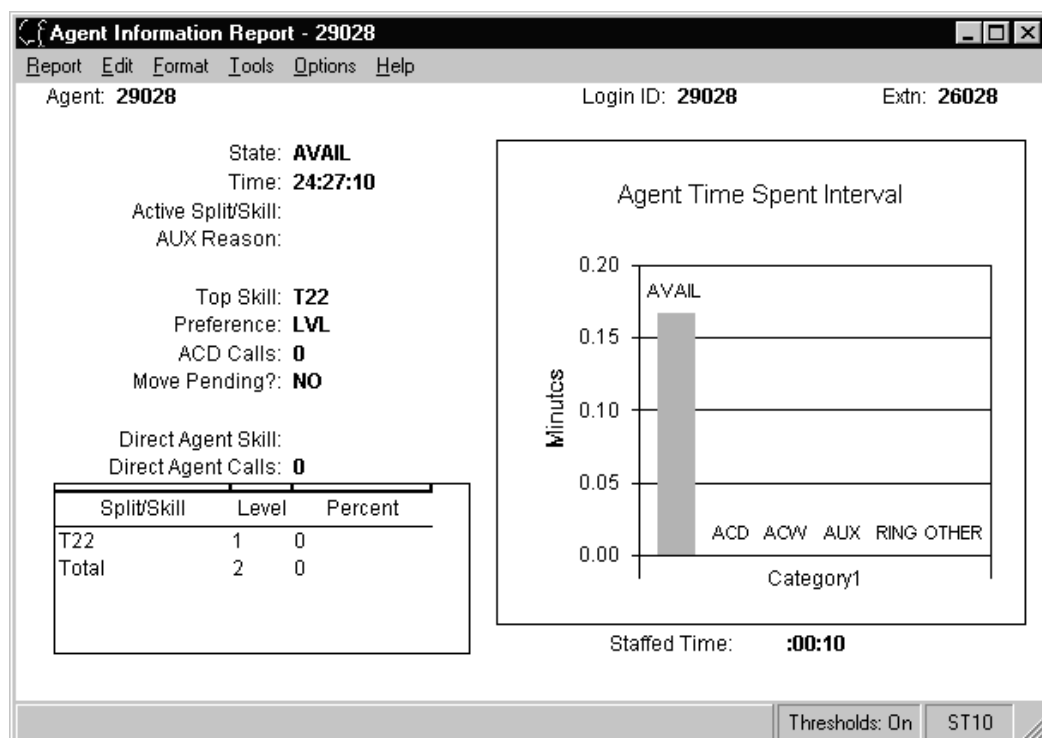 Agent Information Report - 29028
Report Edit Format Tools Options Help
Agent: 29028 Login ID: 29028 Extn: 26028
State: AVAIL
Time: 24:27:10
Active Split/Skill:
AUX Reason:
Top Skill: T22
Preference: LVL
ACD Calls: 0
Move Pending?: NO
Direct Agent Skill:
Direct Agent Calls: 0
Split/Skill Level Percent
T22 1 0
Total 2 0
Agent Time Spent Interval
Minutes
0.20
0.15
0.10
0.05
0.00
AVAIL
ACD ACW AUX RING OTHER
Category1
Staffed Time: :00:10
Thresholds: On ST10